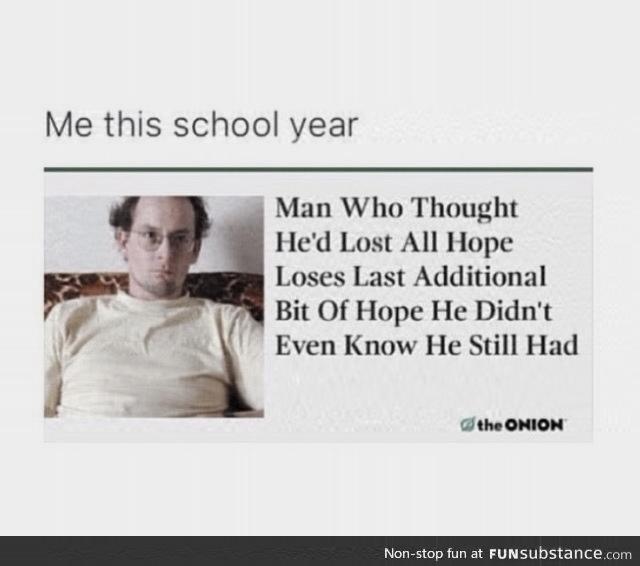 Me this school year
Man Who Thought
He'd Lost All Hope
Loses Last Additional
Bit Of Hope He Didn't
Even Know He Still Had
the ONION
Non-stop fun at FUNsubstance.com